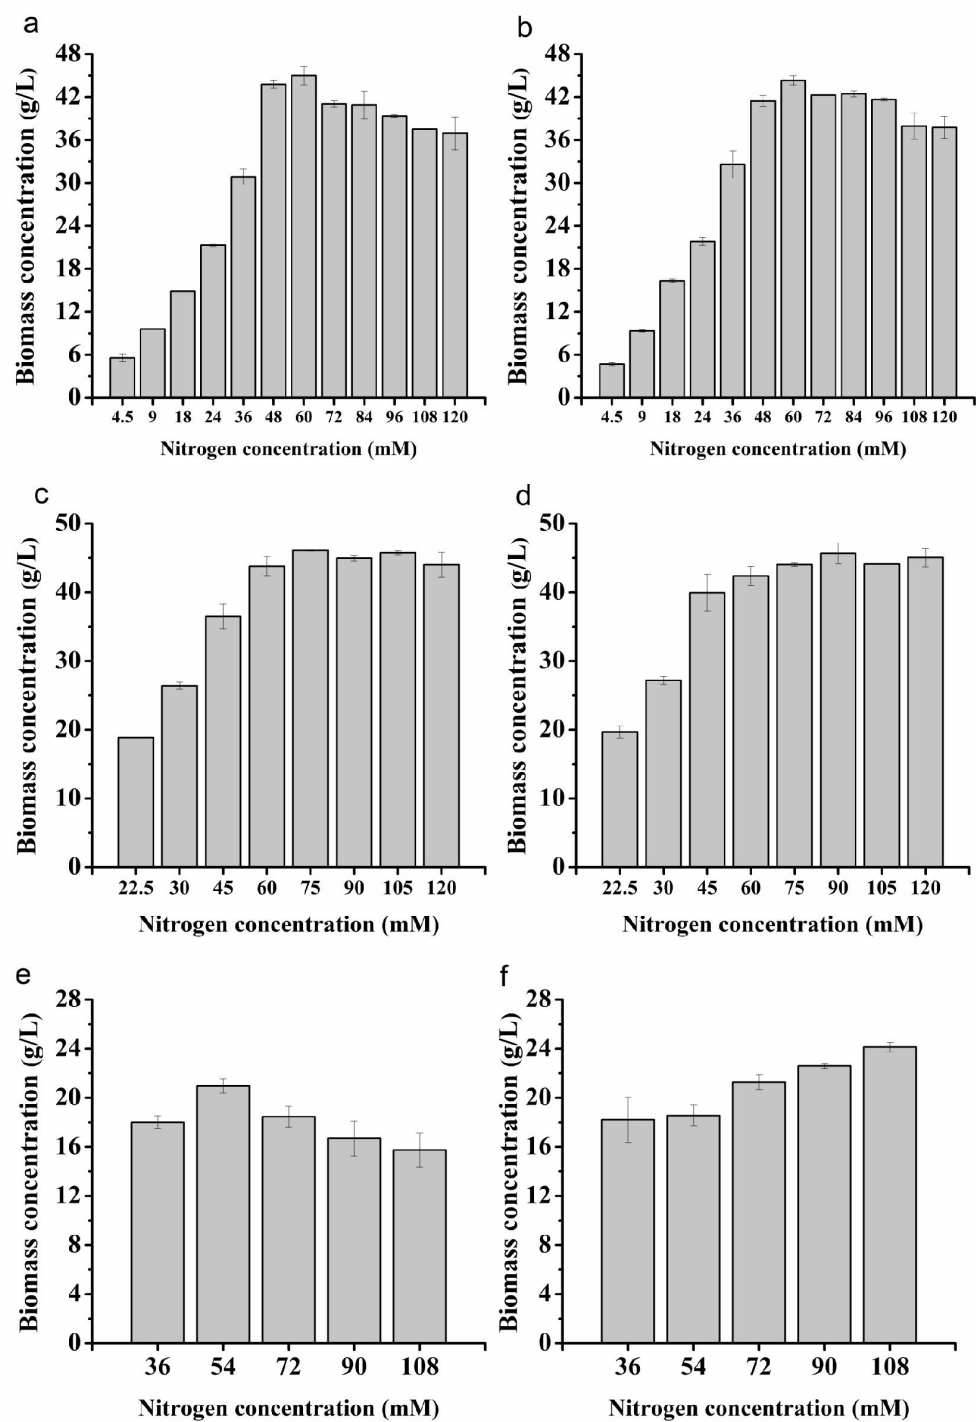 a
Biomass concentration (g/L)
48
42
36
30
24
18
12
6
0
4.5 9 18 24 36 48 60 72 84 96 108 120
Nitrogen concentration (mM)
b
Biomass concentration (g/L)
48
42
36
30
24
18
12
6
0
4.5 9 18 24 36 48 60 72 84 96 108 120
Nitrogen concentration (mM)
c
Biomass concentration (g/L)
50
40
30
20
10
0
22.5 30 45 60 75 90 105 120
Nitrogen concentration (mM)
d
Biomass concentration (g/L)
50
40
30
20
10
0
22.5 30 45 60 75 90 105 120
Nitrogen concentration (mM)
e
Biomass concentration (g/L)
28
24
20
16
12
8
4
0
36 54 72 90 108
Nitrogen concentration (mM)
f
Biomass concentration (g/L)
28
24
20
16
12
8
4
0
36 54 72 90 108
Nitrogen concentration (mM)